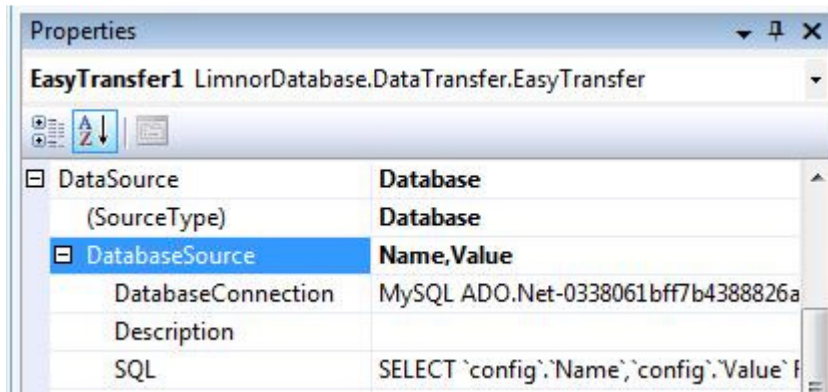 Properties
EasyTransfer1 LimnorDatabase.DataTransfer.EasyTransfer
DataSource Database
(SourceType) Database
DatabaseSource Name,Value
DatabaseConnection MySQL ADO.Net-0338061bff7b4388826a
Description
SQL SELECT `config`.`Name`,`config`.`Value`